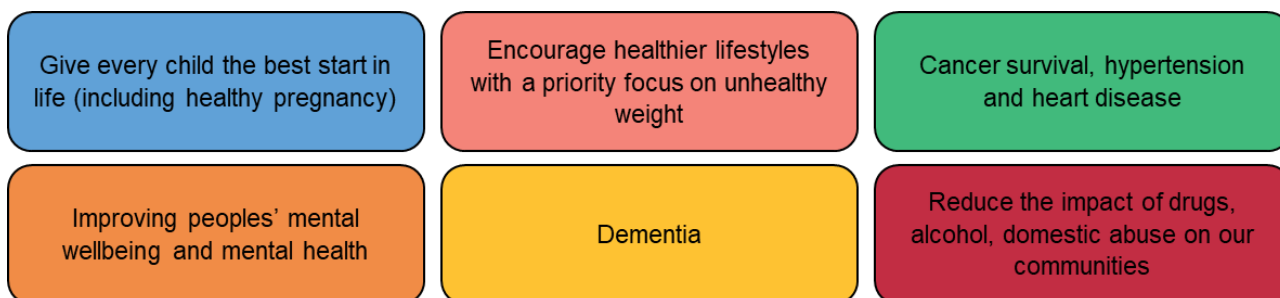 Give every child the best start in
life (including healthy pregnancy)
Encourage healthier lifestyles
with a priority focus on unhealthy
weight
Cancer survival, hypertension
and heart disease
Improving peoples’ mental
wellbeing and mental health
Dementia
Reduce the impact of drugs,
alcohol, domestic abuse on our
communities